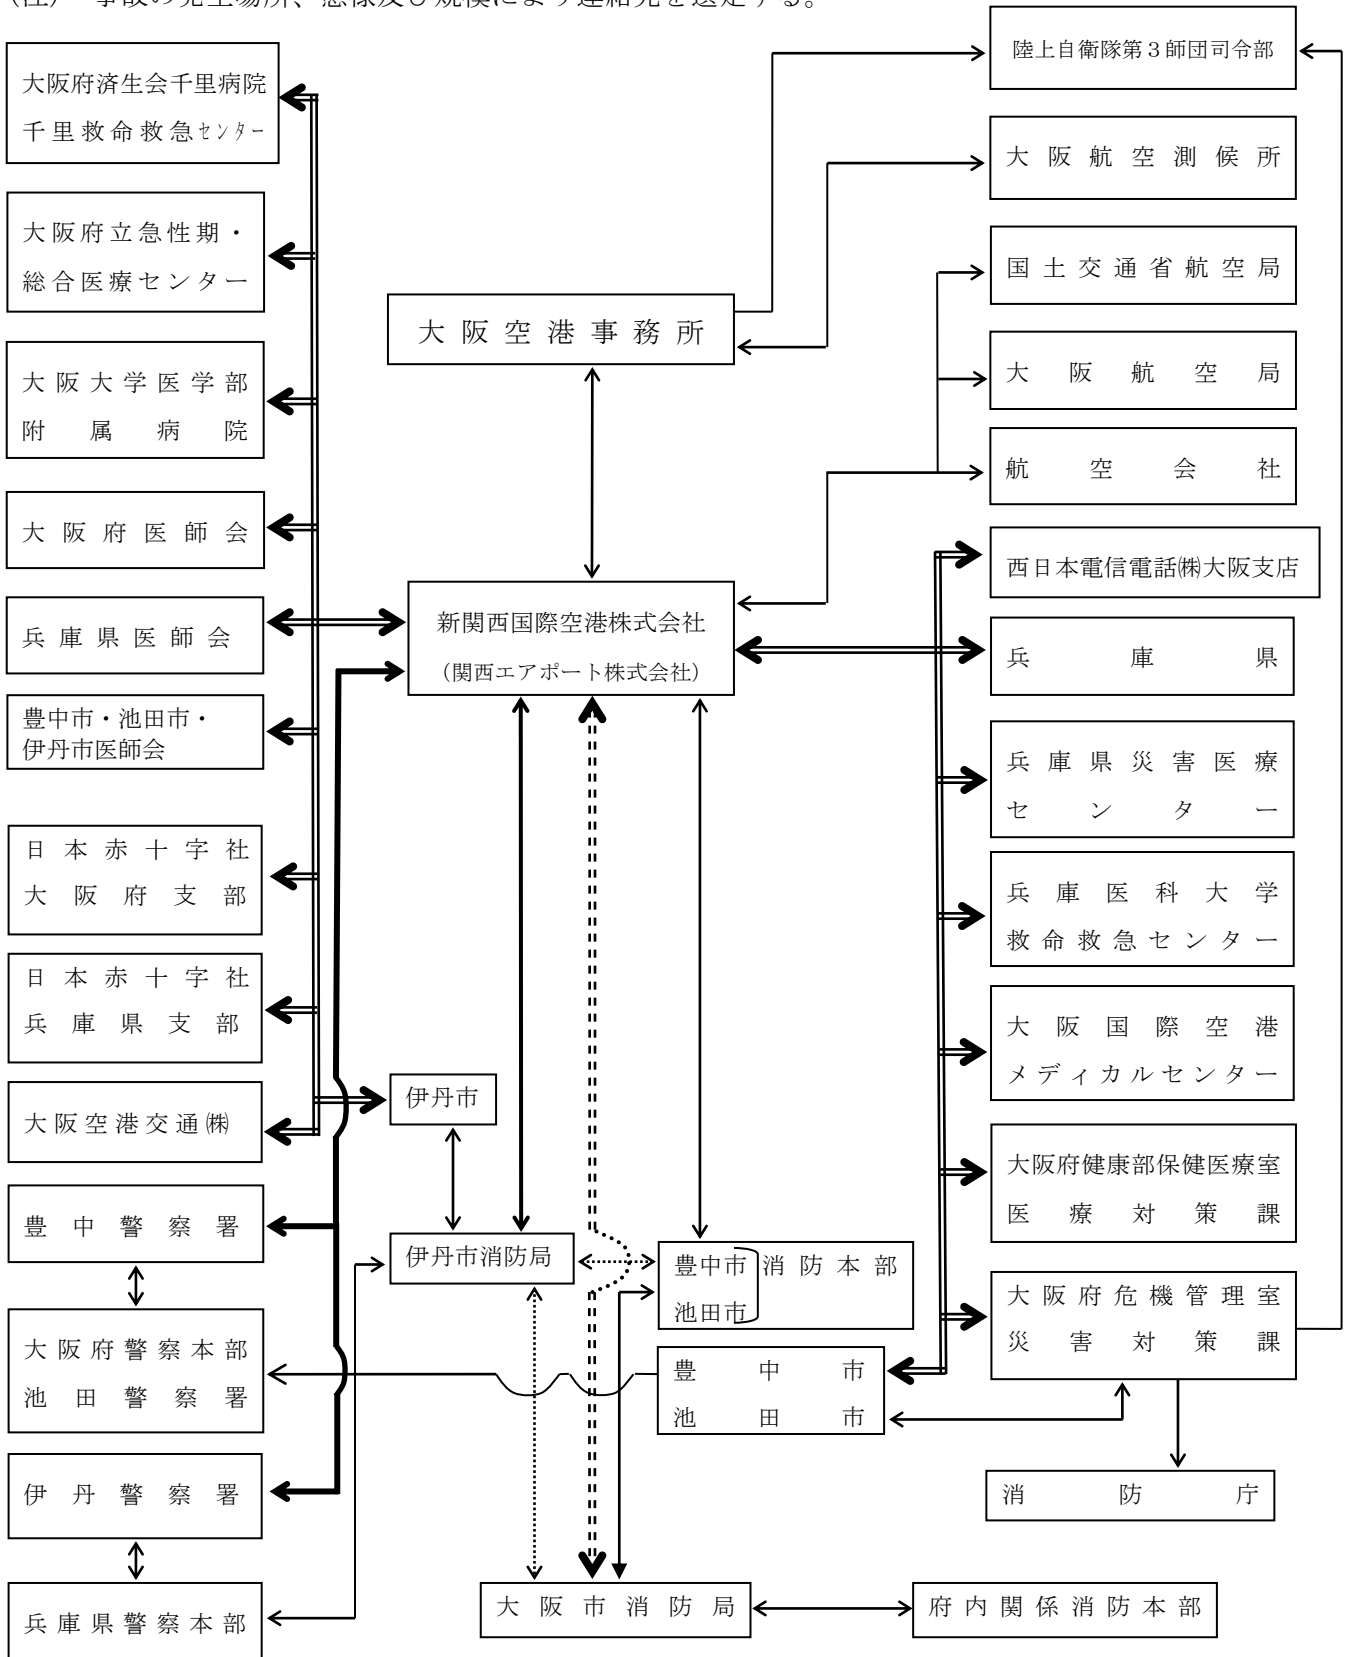 (注) 事故の発生場所、態様及び規模により連絡先を選定する。
陸上自衛隊第３師団司令部
大阪府済生会千里病院
千里救命救急ｾﾝﾀｰ
大阪航空測候所
大阪府立急性期・
総合医療センター
国土交通省航空局
大阪空港事務所
大阪航空局
大阪大学医学部
附属病院
航空会社
大阪府医師会
西日本電信電話㈱大阪支店
兵庫県医師会
新関西国際空港株式会社
（関西エアポート株式会社）
兵庫県
豊中市・池田市・
伊丹市医師会
兵庫県災害医療
センター
日本赤十字社
大阪府支部
兵庫医科大学
救命救急センター
日本赤十字社
兵庫県支部
大阪国際空港
メディカルセンター
大阪空港交通㈱
伊丹市
大阪府健康部保健医療室
医療対策課
豊中警察署
伊丹市消防局
豊中市 消防本部
池田市
大阪府危機管理室
災害対策課
大阪府警察本部
池田警察署
豊中市
池田市
伊丹警察署
消防庁
兵庫県警察本部
大阪市消防局
府内関係消防本部